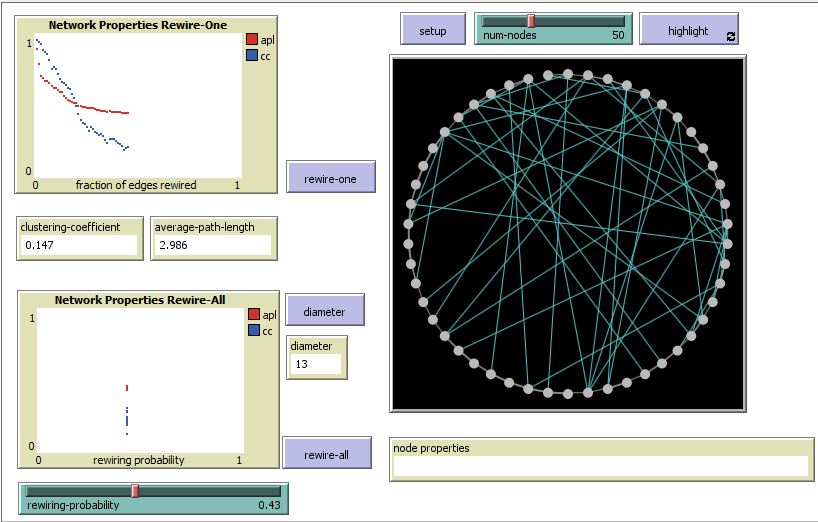 Network Properties Rewire-One
1
apl
cc
0
0
fraction of edges rewired
1
setup
num-nodes
50
highlight
rewire-one
clustering-coefficient
0.147
average-path-length
2.986
Network Properties Rewire-All
1
apl
cc
0
0
rewiring probability
1
diameter
diameter
13
rewire-all
node properties
rewiring-probability
0.43